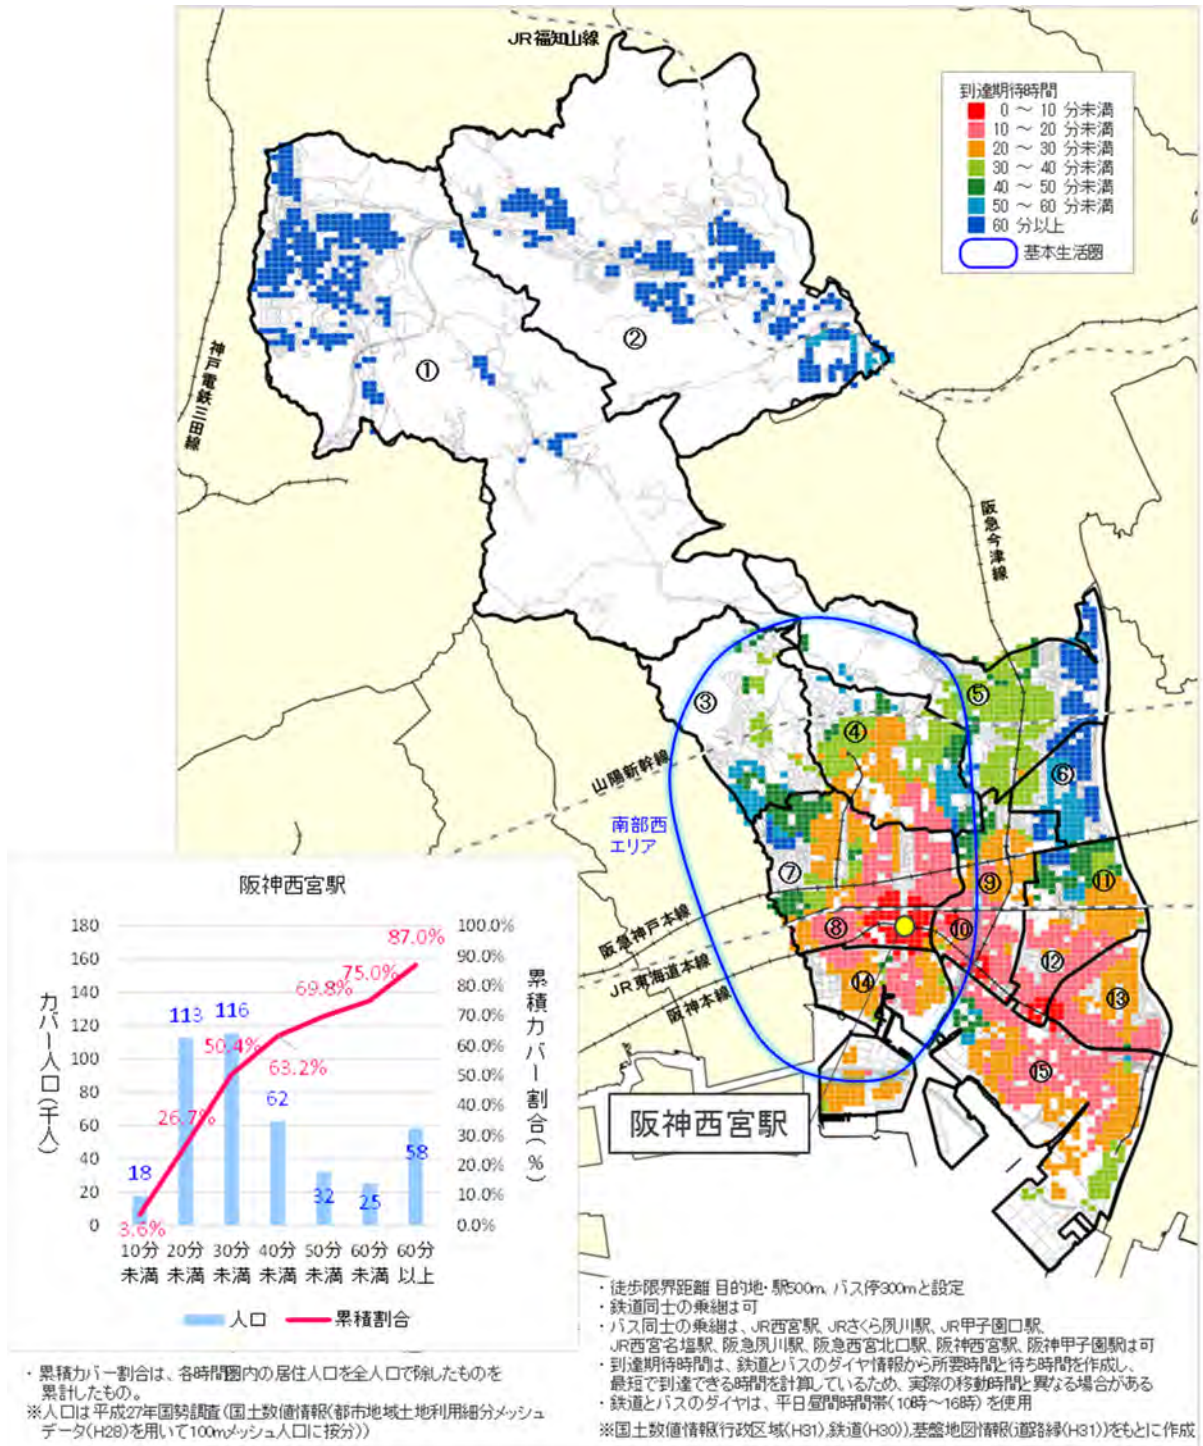 JR福知山線
到達期待時間
0 ～ 10 分未満
10 ～ 20 分未満
20 ～ 30 分未満
30 ～ 40 分未満
40 ～ 50 分未満
50 ～ 60 分未満
60 分以上
基本生活圏
神戸電鉄三田線
①
②
阪急今津線
③
④
⑤
⑥
山陽新幹線
南部西
エリア
⑦
⑧
⑨
⑩
⑪
⑫
⑬
⑭
⑮
阪急神戸本線
JR東海道本線
阪神本線
阪神西宮駅
阪神西宮駅
カバー人口(千人)
180
160
140
120
100
80
60
40
20
0
累積カバー割合(%)
100.0%
90.0%
80.0%
70.0%
60.0%
50.0%
40.0%
30.0%
20.0%
10.0%
0.0%
18
113
116
62
32
25
58
3.6%
26.7%
50.4%
63.2%
69.8%
75.0%
87.0%
10分 20分 30分 40分 50分 60分 60分
未満 未満 未満 未満 未満 未満 以上
人口 累積割合
・累積カバー割合は、各時間圏内の居住人口を全人口で除したものを
累計したもの。
※人口は平成27年国勢調査(国土数値情報(都市地域土地利用細分メッシュ
データ(H28)を用いて100mメッシュ人口に按分))
・徒歩限界距離 目的地・駅500m、バス停300mと設定
・鉄道同士の乗継は可
・バス同士の乗継は、JR西宮駅、JRさくら夙川駅、JR甲子園口駅、
JR西宮名塩駅、阪急夙川駅、阪急西宮北口駅、阪神西宮駅、阪神甲子園駅は可
・到達期待時間は、鉄道とバスのダイヤ情報から所要時間と待ち時間を作成し、
最短で到達できる時間を計算しているため、実際の移動時間と異なる場合がある
・鉄道とバスのダイヤは、平日昼間時間帯(10時～16時)を使用
※国土数値情報(行政区域(H31),鉄道(H30)),基盤地図情報(道路縁(H31))をもとに作成